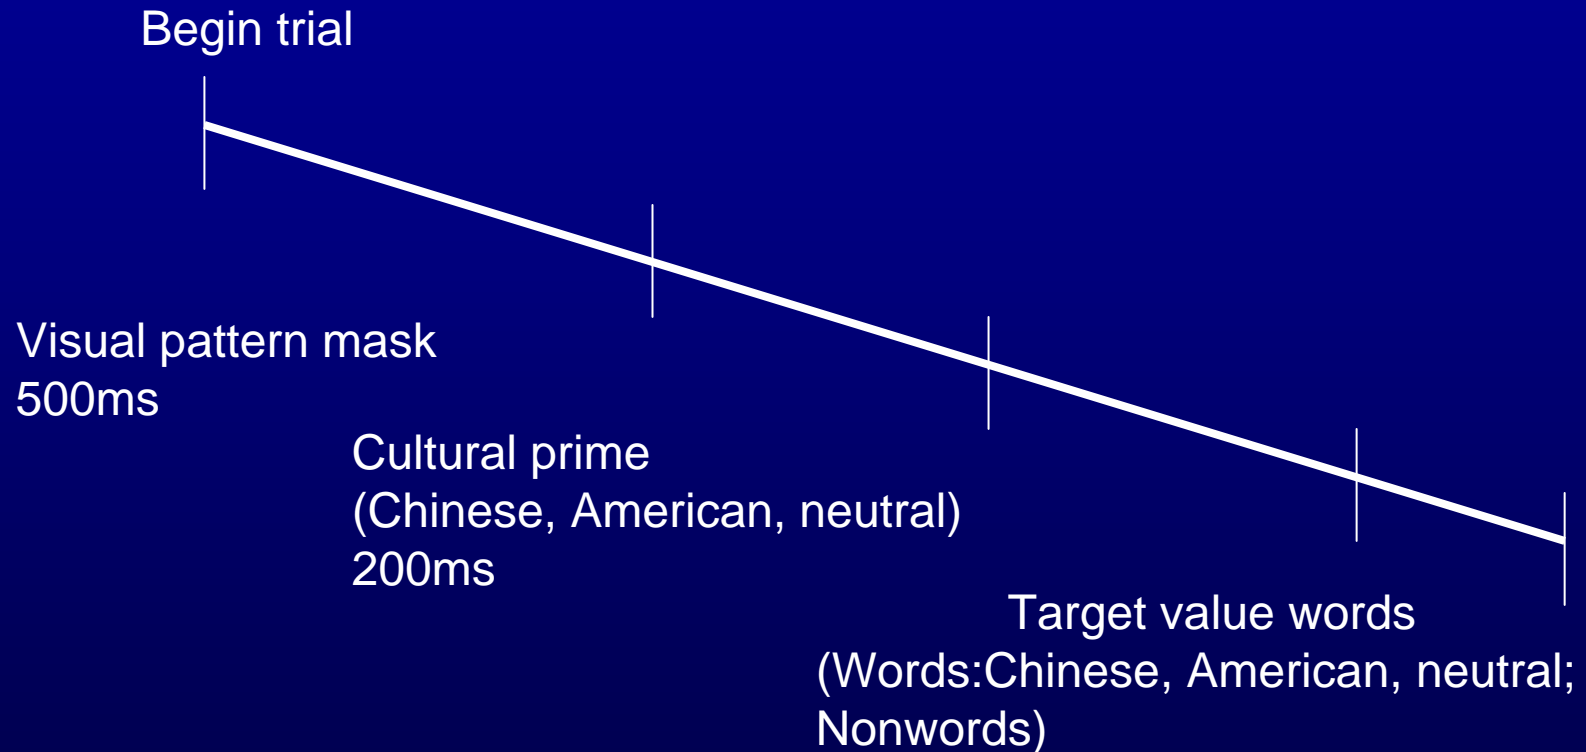 Begin trial
Visual pattern mask
500ms
Cultural prime
(Chinese, American, neutral)
200ms
Target value words
(Words:Chinese, American, neutral;
Nonwords)